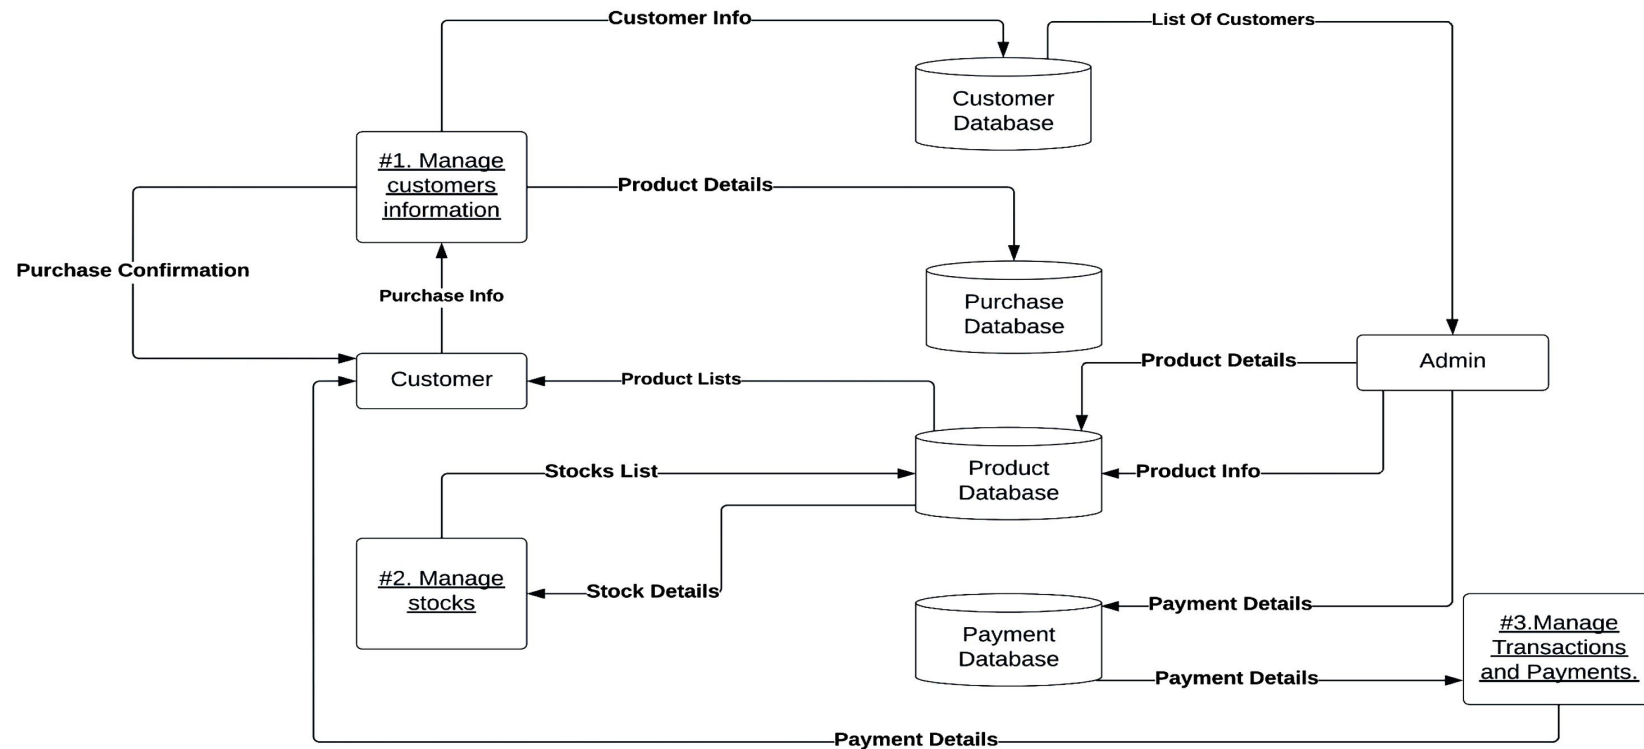 Customer Info
List Of Customers
Customer
Database
#1. Manage
customers
information
Product Details
Purchase Confirmation
Purchase Info
Purchase
Database
Customer
Product Lists
Product Details
Admin
Stocks List
Product
Database
Product Info
#2. Manage
stocks
Stock Details
Payment
Database
Payment Details
#3.Manage
Transactions
and Payments.
Payment Details
Payment Details